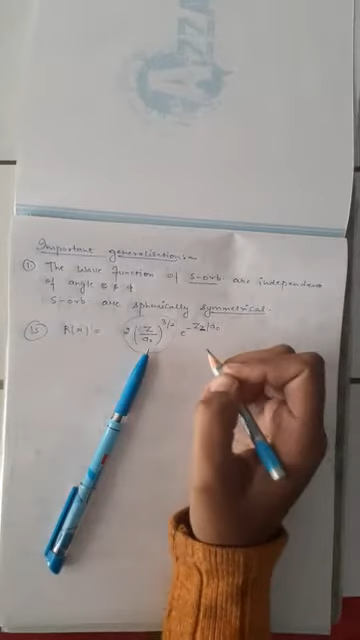 AZZA
Important generalisations
① The wave function of s-orb are independent
of angle θ & ϕ
S-orb are spherically symmetrical.
1s R(r) = 2 (Z/a₀)^3/2 e^-Zr/a₀